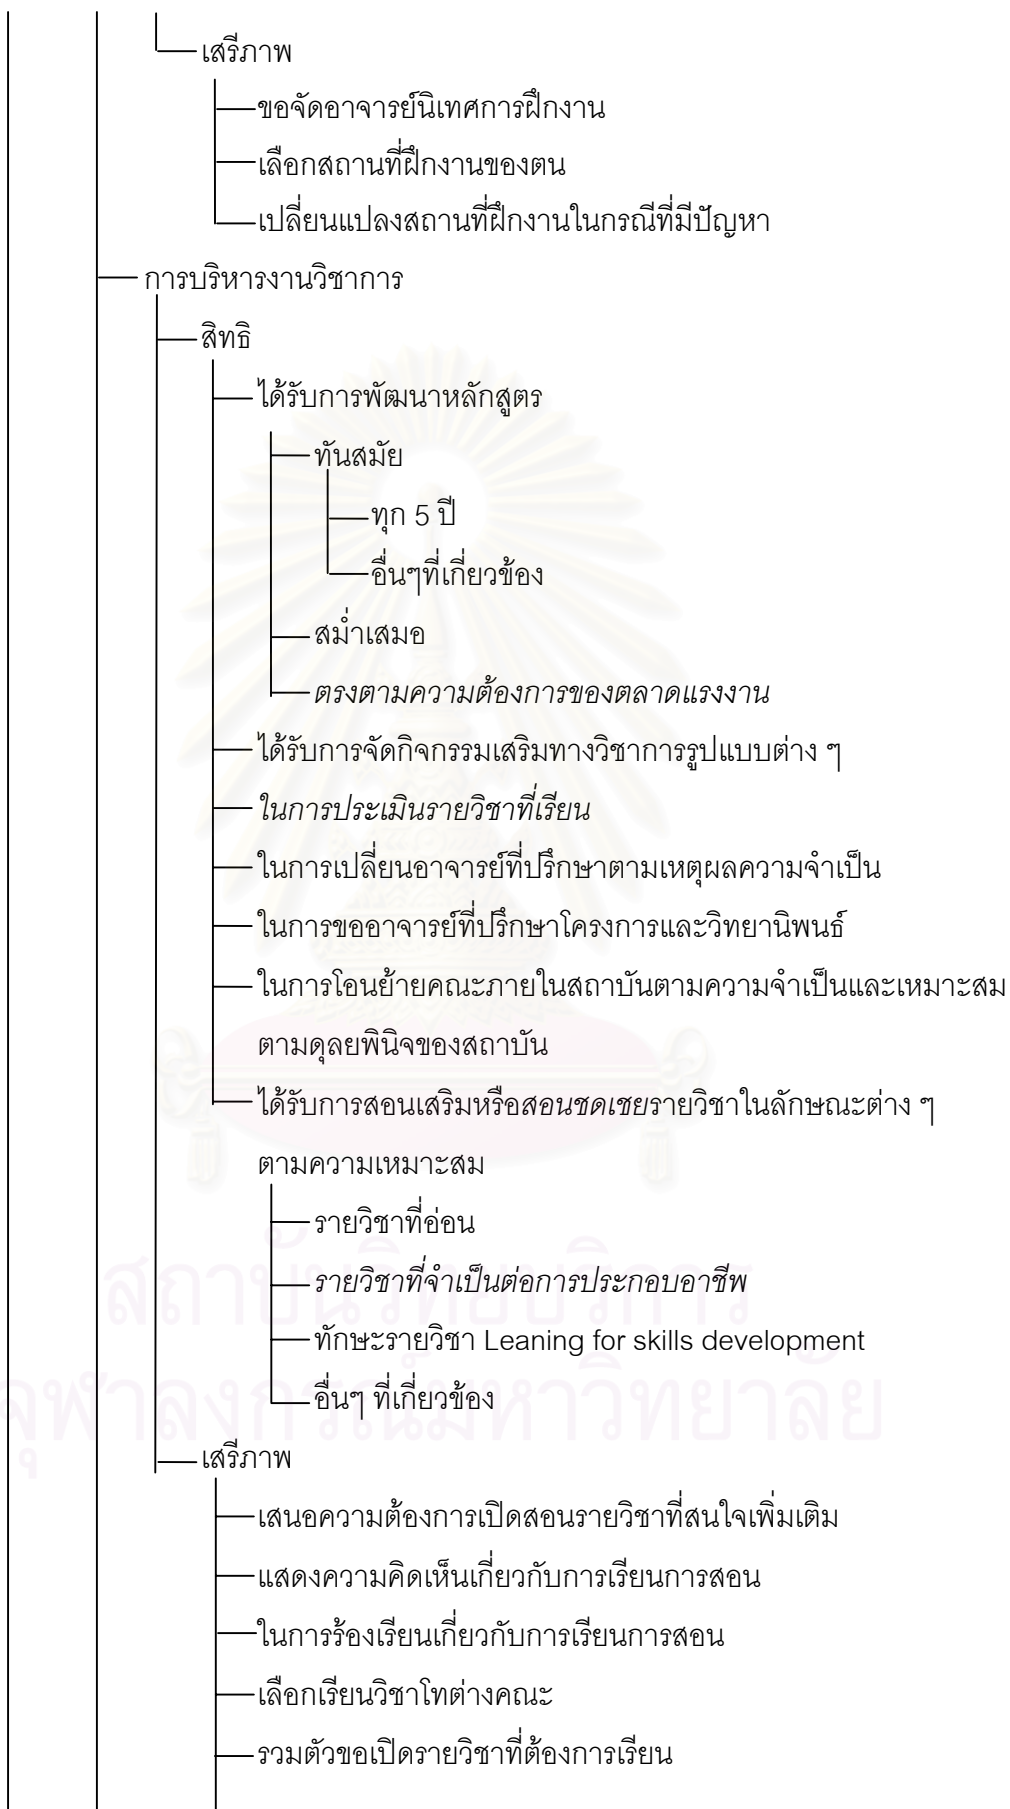 เสรีภาพ
ขอจัดอาจารย์นิเทศการฝึกงาน
เลือกสถานที่ฝึกงานของตน
เปลี่ยนแปลงสถานที่ฝึกงานในกรณีที่มีปัญหา
การบริหารงานวิชาการ
สิทธิ
ได้รับการพัฒนาหลักสูตร
ทันสมัย
ทุก 5 ปี
อื่นๆที่เกี่ยวข้อง
สม่ำเสมอ
ตรงตามความต้องการของตลาดแรงงาน
ได้รับการจัดกิจกรรมเสริมทางวิชาการรูปแบบต่าง ๆ
ในการประเมินรายวิชาที่เรียน
ในการเปลี่ยนอาจารย์ที่ปรึกษาตามเหตุผลความจำเป็น
ในการขออาจารย์ที่ปรึกษาโครงการและวิทยานิพนธ์
ในการโอนย้ายคณะภายในสถาบันตามความจำเป็นและเหมาะสม
ตามดุลยพินิจของสถาบัน
ได้รับการสอนเสริมหรือสอนชดเชยรายวิชาในลักษณะต่าง ๆ
ตามความเหมาะสม
รายวิชาที่อ่อน
รายวิชาที่จำเป็นต่อการประกอบอาชีพ
สถาบันวิทยบริการ
ทักษะรายวิชา Leaning for skills development
อื่นๆ ที่เกี่ยวข้อง
จุฬาลงกรณ์มหาวิทยาลัย
เสรีภาพ
เสนอความต้องการเปิดสอนรายวิชาที่สนใจเพิ่มเติม
แสดงความคิดเห็นเกี่ยวกับการเรียนการสอน
ในการร้องเรียนเกี่ยวกับการเรียนการสอน
เลือกเรียนวิชาโทต่างคณะ
รวมตัวขอเปิดรายวิชาที่ต้องการเรียน